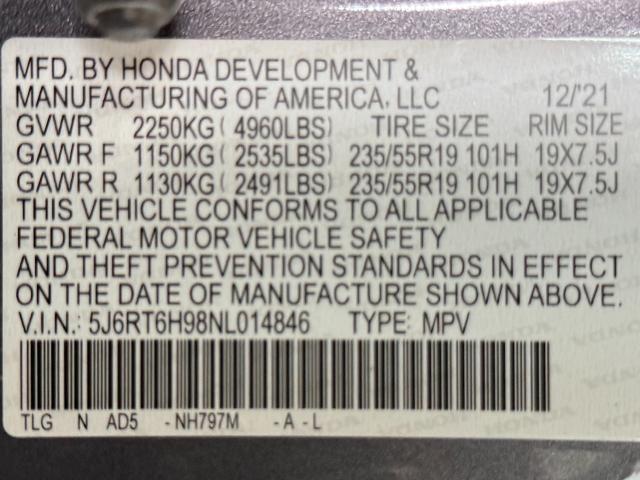 MFD. BY HONDA DEVELOPMENT &
MANUFACTURING OF AMERICA, LLC 12/'21
GVWR 2250KG( 4960LBS) TIRE SIZE RIM SIZE
GAWR F 1150KG( 2535LBS) 235/55R19 101H 19X7.5J
GAWR R 1130KG( 2491LBS) 235/55R19 101H 19X7.5J
THIS VEHICLE CONFORMS TO ALL APPLICABLE
FEDERAL MOTOR VEHICLE SAFETY
AND THEFT PREVENTION STANDARDS IN EFFECT
ON THE DATE OF MANUFACTURE SHOWN ABOVE.
V.I.N.: 5J6RT6H98NL014846 TYPE: MPV
TLG N AD5 -NH797M -A-L